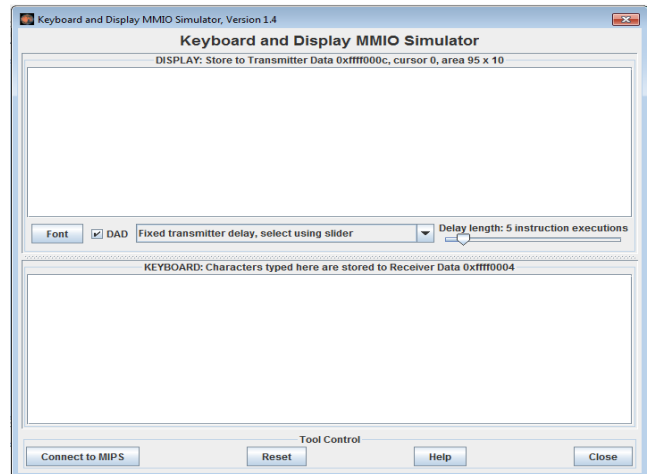 Keyboard and Display MMIO Simulator, Version 1.4
Keyboard and Display MMIO Simulator
DISPLAY: Store to Transmitter Data 0xffff000c, cursor 0, area 95 x 10
Font DAD Fixed transmitter delay, select using slider Delay length: 5 instruction executions
KEYBOARD: Characters typed here are stored to Receiver Data 0xffff0004
Tool Control
Connect to MIPS Reset Help Close